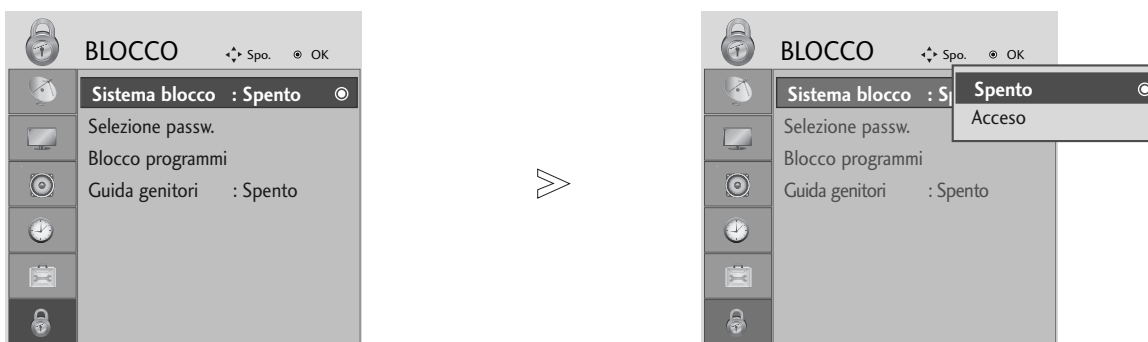 BLOCCO Spo. OK
Sistema blocco : Spento
Selezione passw.
Blocco programmi
Guida genitori : Spento
BLOCCO Spo. OK
Sistema blocco : Sp
Spento
Acceso
Selezione passw.
Blocco programmi
Guida genitori : Spento